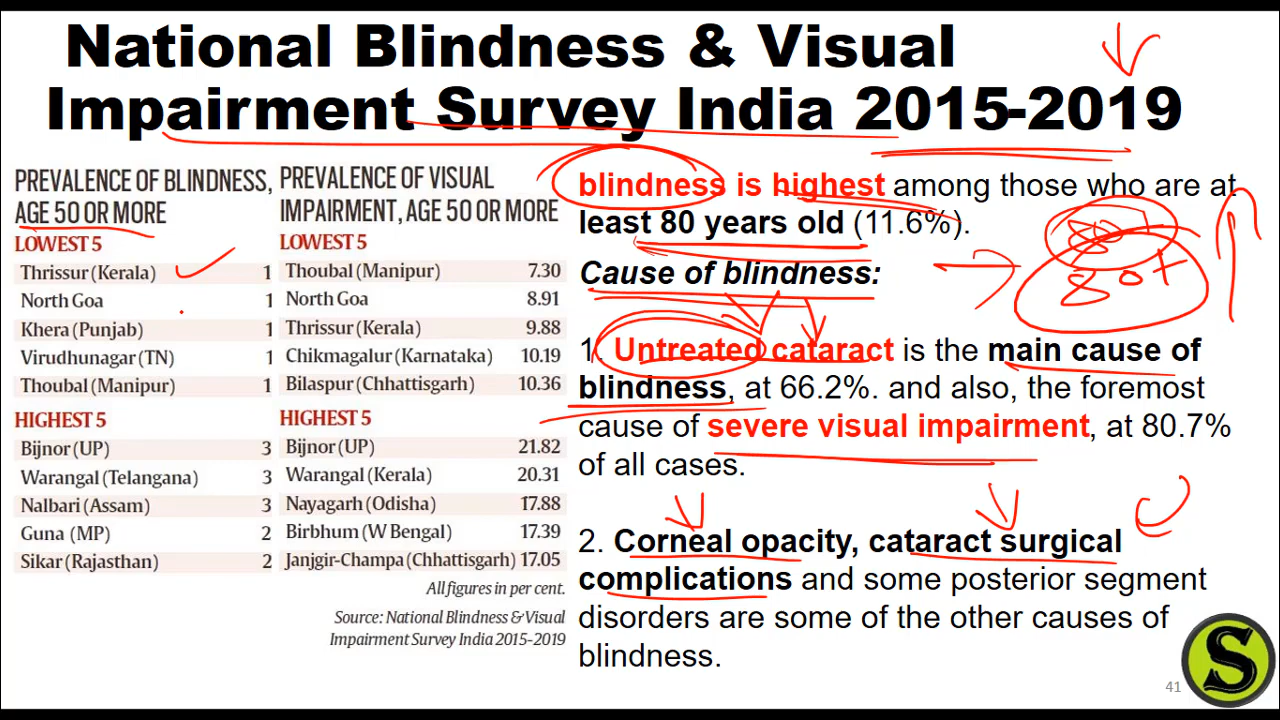 National Blindness & Visual
Impairment Survey India 2015-2019
PREVALENCE OF BLINDNESS,
AGE 50 OR MORE
LOWEST 5
Thrissur (Kerala) 1
North Goa 1
Khera (Punjab) 1
Virudhunagar (TN) 1
Thoubal (Manipur) 1
HIGHEST 5
Bijnor (UP) 3
Warangal (Telangana) 3
Nalbari (Assam) 3
Guna (MP) 2
Sikar (Rajasthan) 2
PREVALENCE OF VISUAL
IMPAIRMENT, AGE 50 OR MORE
LOWEST 5
Thoubal (Manipur) 7.30
North Goa 8.91
Thrissur (Kerala) 9.88
Chikmagalur (Karnataka) 10.19
Bilaspur (Chhattisgarh) 10.36
HIGHEST 5
Bijnor (UP) 21.82
Warangal (Kerala) 20.31
Nayagarh (Odisha) 17.88
Birbhum (W Bengal) 17.39
Janjgir-Champa (Chhattisgarh) 17.05
All figures in per cent.
Source: National Blindness & Visual
Impairment Survey India 2015-2019
blindness is highest among those who are at
least 80 years old (11.6%).
80+
Cause of blindness:
1. Untreated cataract is the main cause of
blindness, at 66.2%. and also, the foremost
cause of severe visual impairment, at 80.7%
of all cases.
2. Corneal opacity, cataract surgical
complications and some posterior segment
disorders are some of the other causes of
blindness.
41
S